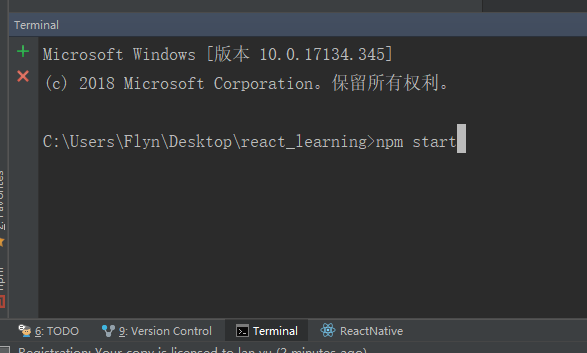 Terminal
Microsoft Windows [版本 10.0.17134.345]
(c) 2018 Microsoft Corporation。保留所有权利。
C:\Users\Flyn\Desktop\react_learning>npm start
2: Favorites
npm
6: TODO
9: Version Control
Terminal
ReactNative
Registration: Your copy is licensed to lan yu (2 minutes ago)